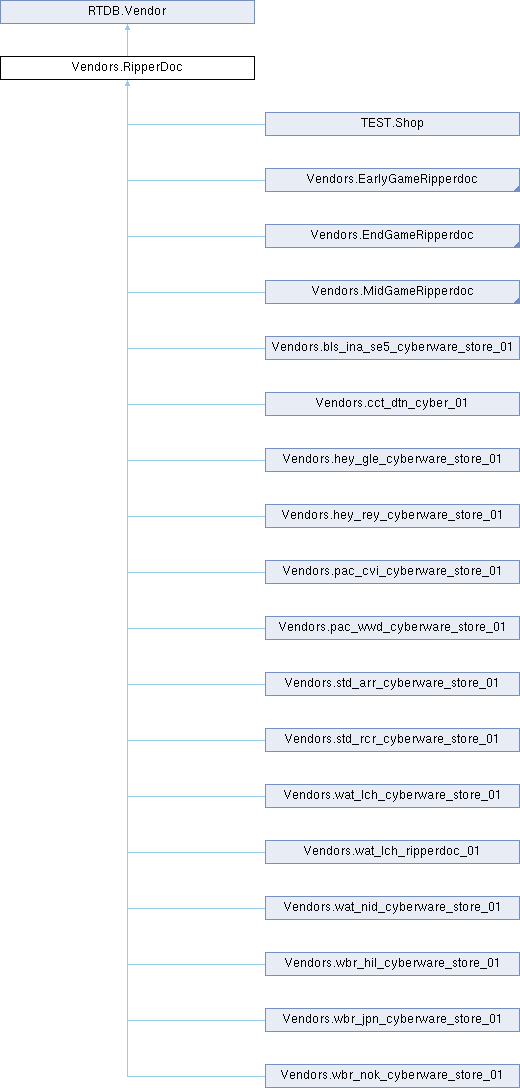 RTDB.Vendor
Vendors.RipperDoc
TEST.Shop
Vendors.EarlyGameRipperdoc
Vendors.EndGameRipperdoc
Vendors.MidGameRipperdoc
Vendors.bls_ina_se5_cyberware_store_01
Vendors.cct_dtn_cyber_01
Vendors.hey_gle_cyberware_store_01
Vendors.hey_rey_cyberware_store_01
Vendors.pac_cvi_cyberware_store_01
Vendors.pac_wwd_cyberware_store_01
Vendors.std_arr_cyberware_store_01
Vendors.std_rcr_cyberware_store_01
Vendors.wat_lch_cyberware_store_01
Vendors.wat_lch_ripperdoc_01
Vendors.wat_nid_cyberware_store_01
Vendors.wbr_hil_cyberware_store_01
Vendors.wbr_jpn_cyberware_store_01
Vendors.wbr_nok_cyberware_store_01